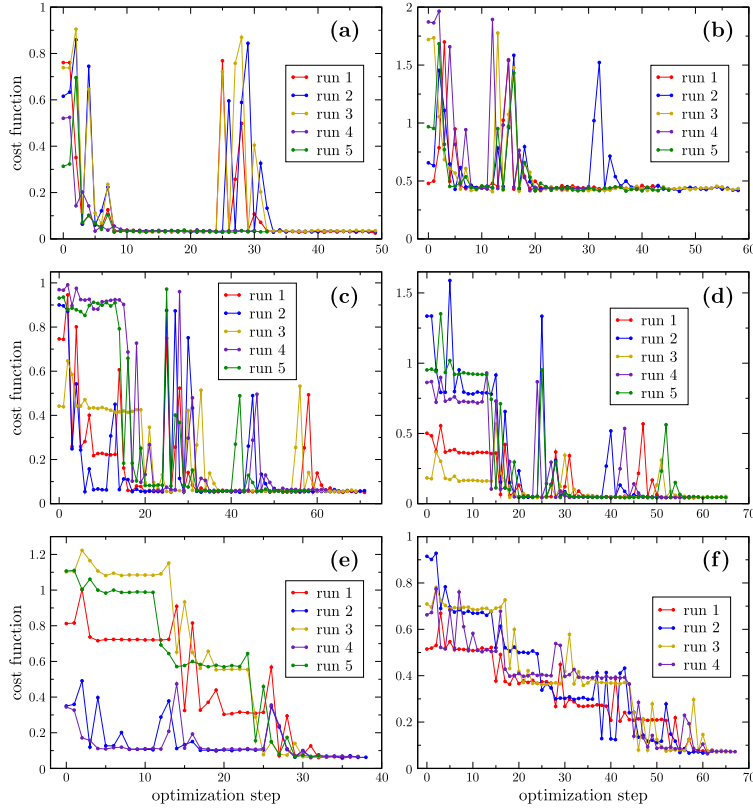 (a)
cost function
1
0.8
0.6
0.4
0.2
0
0 10 20 30 40 50
run 1
run 2
run 3
run 4
run 5
(b)
2
1.5
1
0.5
0
0 10 20 30 40 50 60
run 1
run 2
run 3
run 4
run 5
(c)
cost function
1
0.8
0.6
0.4
0.2
0
0 20 40 60
run 1
run 2
run 3
run 4
run 5
(d)
1.5
1
0.5
0
0 10 20 30 40 50 60 70
run 1
run 2
run 3
run 4
run 5
(e)
cost function
1.2
1
0.8
0.6
0.4
0.2
0
0 10 20 30 40
optimization step
run 1
run 2
run 3
run 4
run 5
(f)
1
0.8
0.6
0.4
0.2
0
0 10 20 30 40 50 60 70
optimization step
run 1
run 2
run 3
run 4